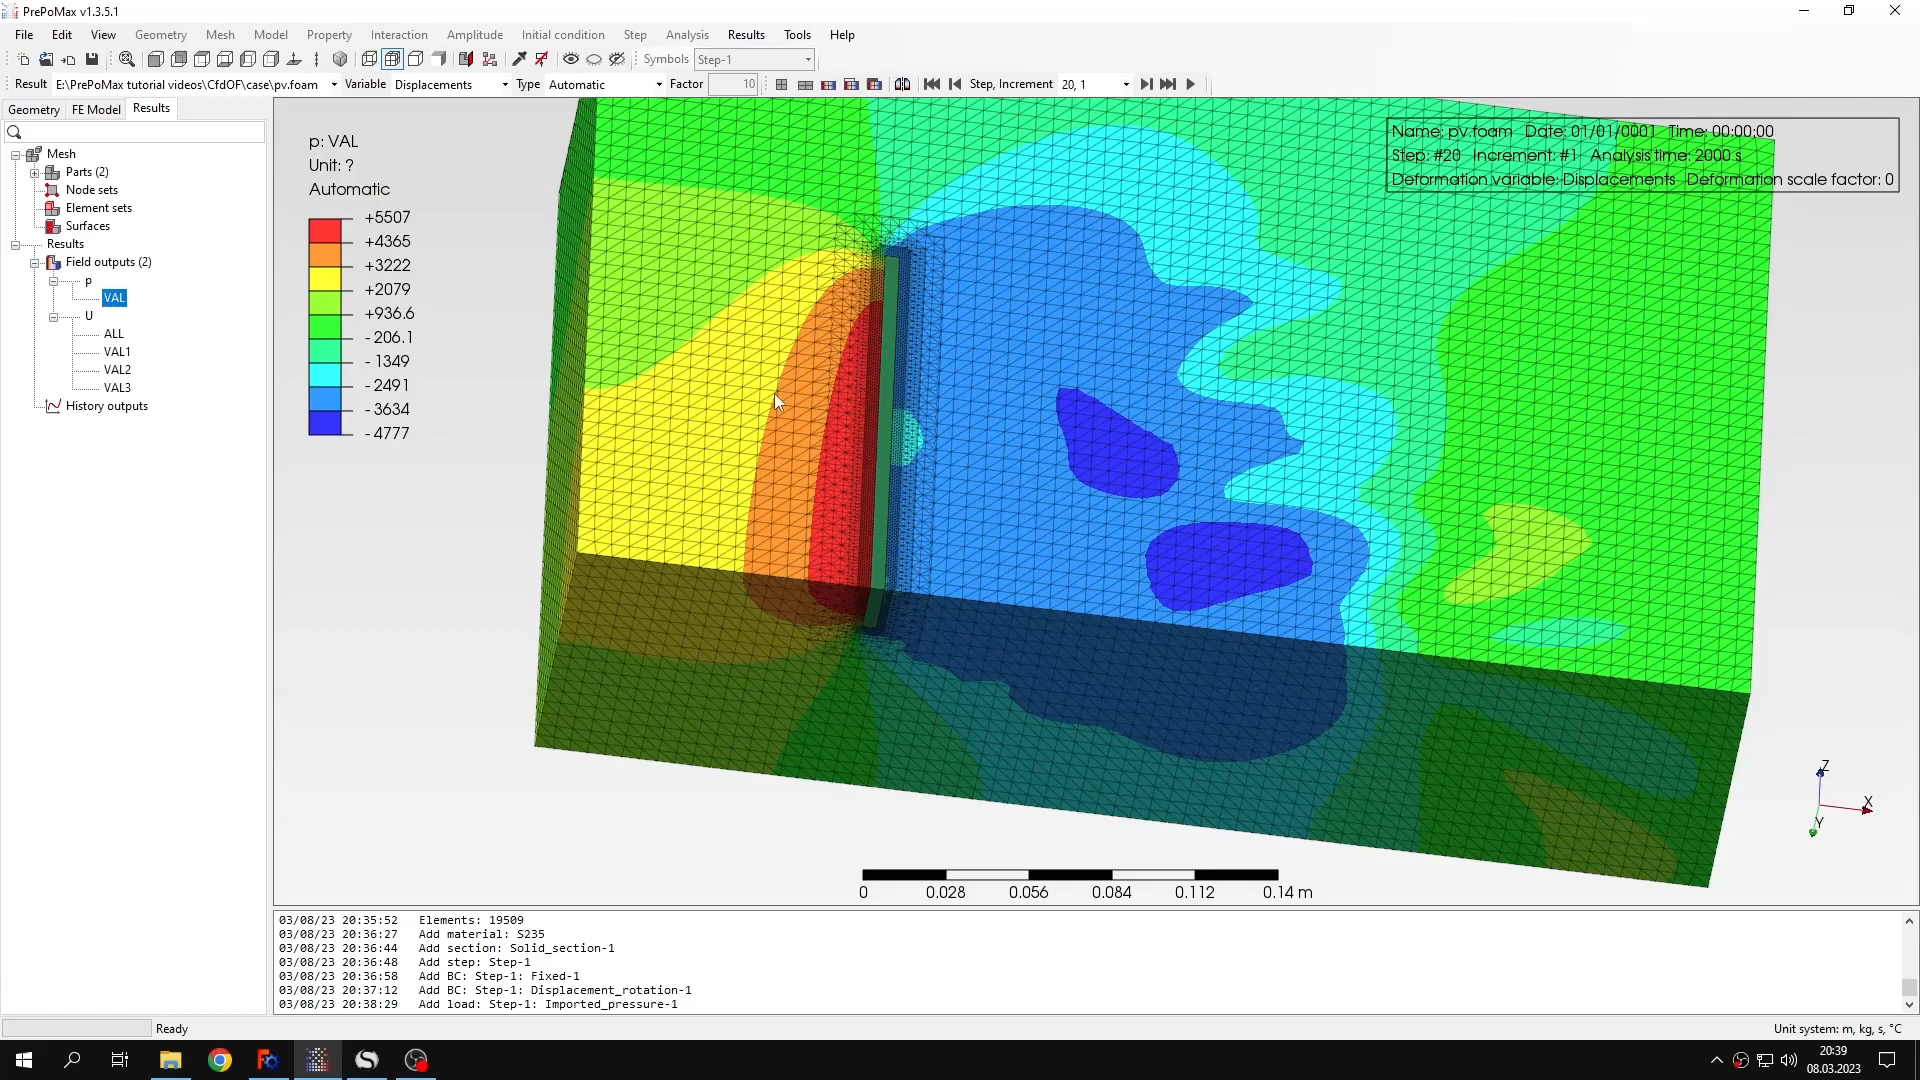 PrePoMax v1.3.5.1
File Edit View Geometry Mesh Model Property Interaction Amplitude Initial condition Step Analysis Results Tools Help
Symbols Step-1
Result E:\PrePoMax tutorial videos\CfdOF\case\pv.foam Variable Displacements Type Automatic Factor 10 Step, Increment 20, 1
Geometry FE Model Results
Mesh
Parts (2)
Node sets
Element sets
Surfaces
Results
Field outputs (2)
p
VAL
U
ALL
VAL1
VAL2
VAL3
History outputs
p: VAL
Unit: ?
Automatic
+5507
+4365
+3222
+2079
+936.6
-206.1
-1349
-2491
-3634
-4777
Name: pv.foam Date: 01/01/0001 Time: 00:00:00
Step: #20 Increment: #1 Analysis time: 2000 s
Deformation variable: Displacements Deformation scale factor: 0
Z
X
Y
0 0.028 0.056 0.084 0.112 0.14 m
03/08/23 20:35:52 Elements: 19509
03/08/23 20:36:27 Add material: S235
03/08/23 20:36:44 Add section: Solid_section-1
03/08/23 20:36:48 Add step: Step-1
03/08/23 20:36:58 Add BC: Step-1: Fixed-1
03/08/23 20:37:12 Add BC: Step-1: Displacement_rotation-1
03/08/23 20:38:29 Add load: Step-1: Imported_pressure-1
Ready
Unit system: m, kg, s, °C
20:39
08.03.2023